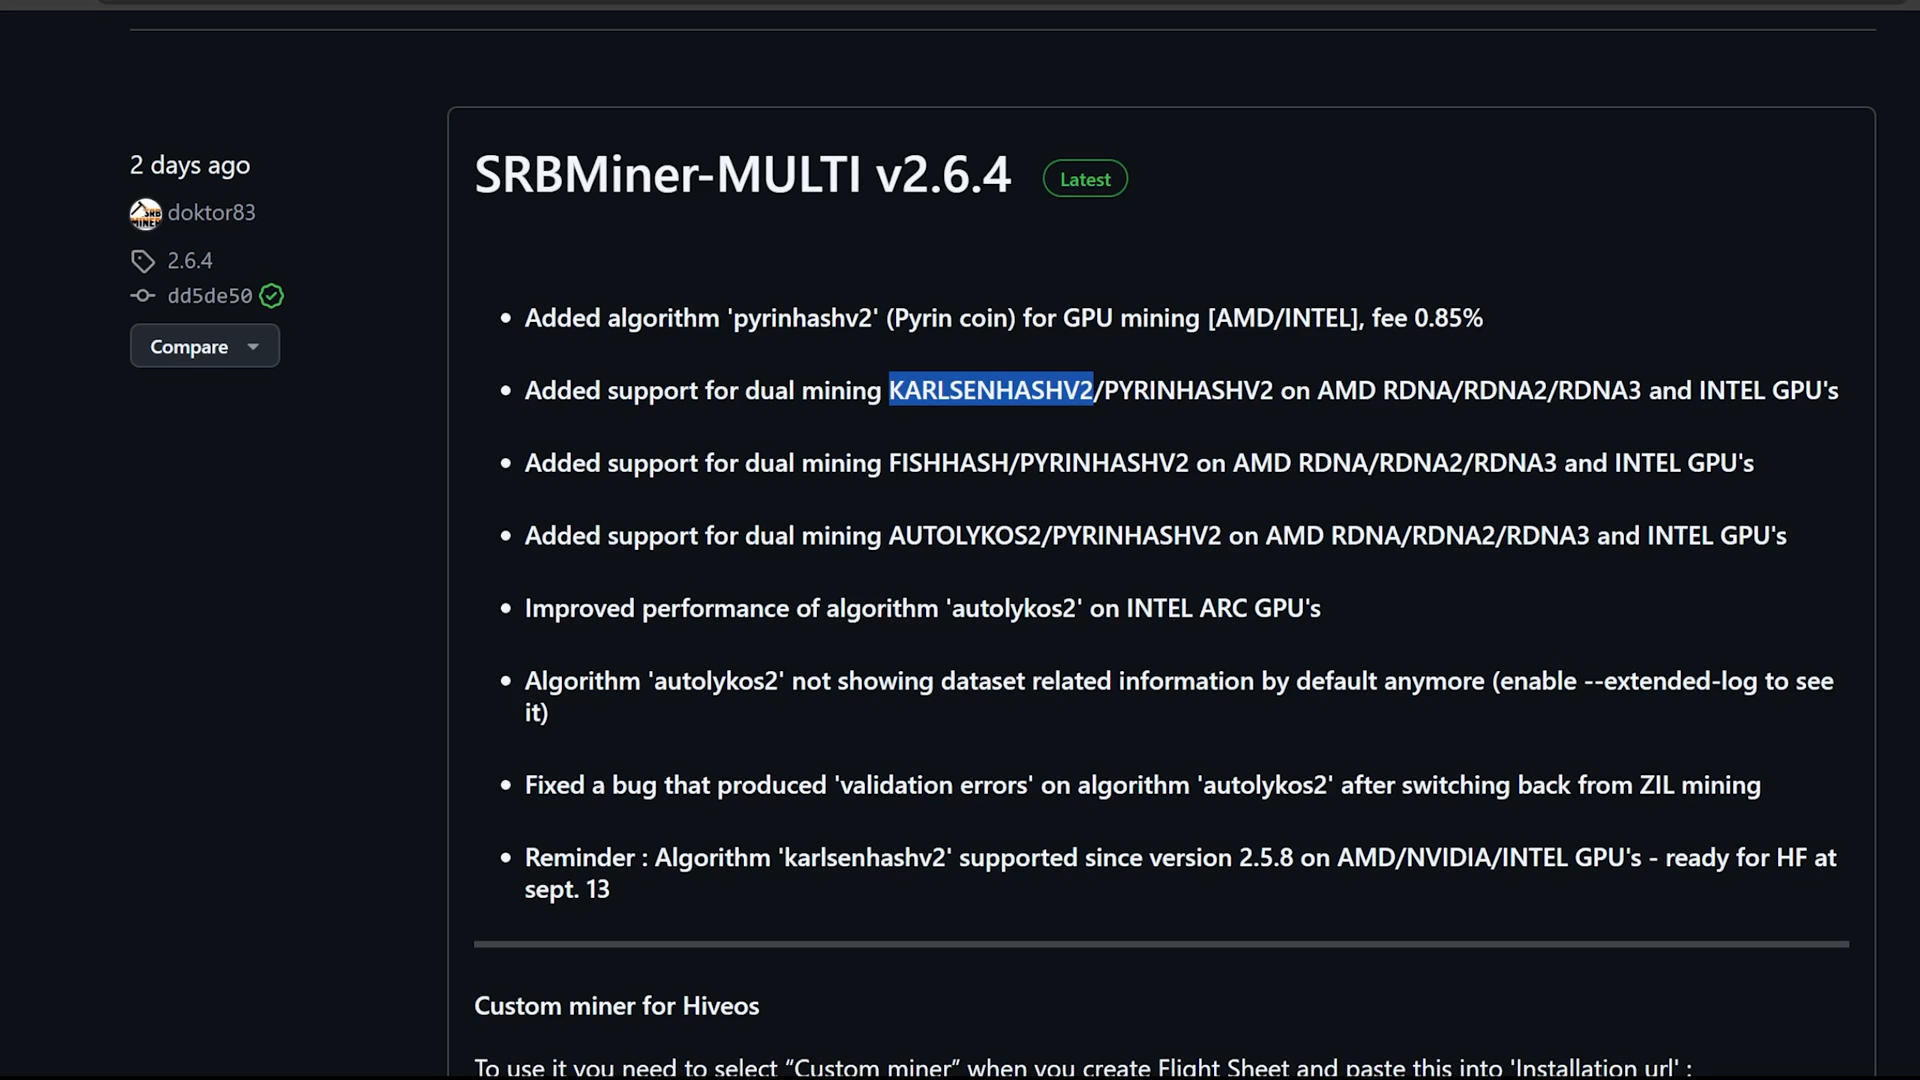 2 days ago
doktor83
2.6.4
dd5de50
Compare
SRBMiner-MULTI v2.6.4 Latest
• Added algorithm 'pyrinhashv2' (Pyrin coin) for GPU mining [AMD/INTEL], fee 0.85%
• Added support for dual mining KARLSENHASHV2/PYRINHASHV2 on AMD RDNA/RDNA2/RDNA3 and INTEL GPU's
• Added support for dual mining FISHHASH/PYRINHASHV2 on AMD RDNA/RDNA2/RDNA3 and INTEL GPU's
• Added support for dual mining AUTOLYKOS2/PYRINHASHV2 on AMD RDNA/RDNA2/RDNA3 and INTEL GPU's
• Improved performance of algorithm 'autolykos2' on INTEL ARC GPU's
• Algorithm 'autolykos2' not showing dataset related information by default anymore (enable --extended-log to see
it)
• Fixed a bug that produced 'validation errors' on algorithm 'autolykos2' after switching back from ZIL mining
• Reminder : Algorithm 'karlsenhashv2' supported since version 2.5.8 on AMD/NVIDIA/INTEL GPU's - ready for HF at
sept. 13
Custom miner for Hiveos
To use it you need to select “Custom miner” when you create Flight Sheet and paste this into 'Installation url' :